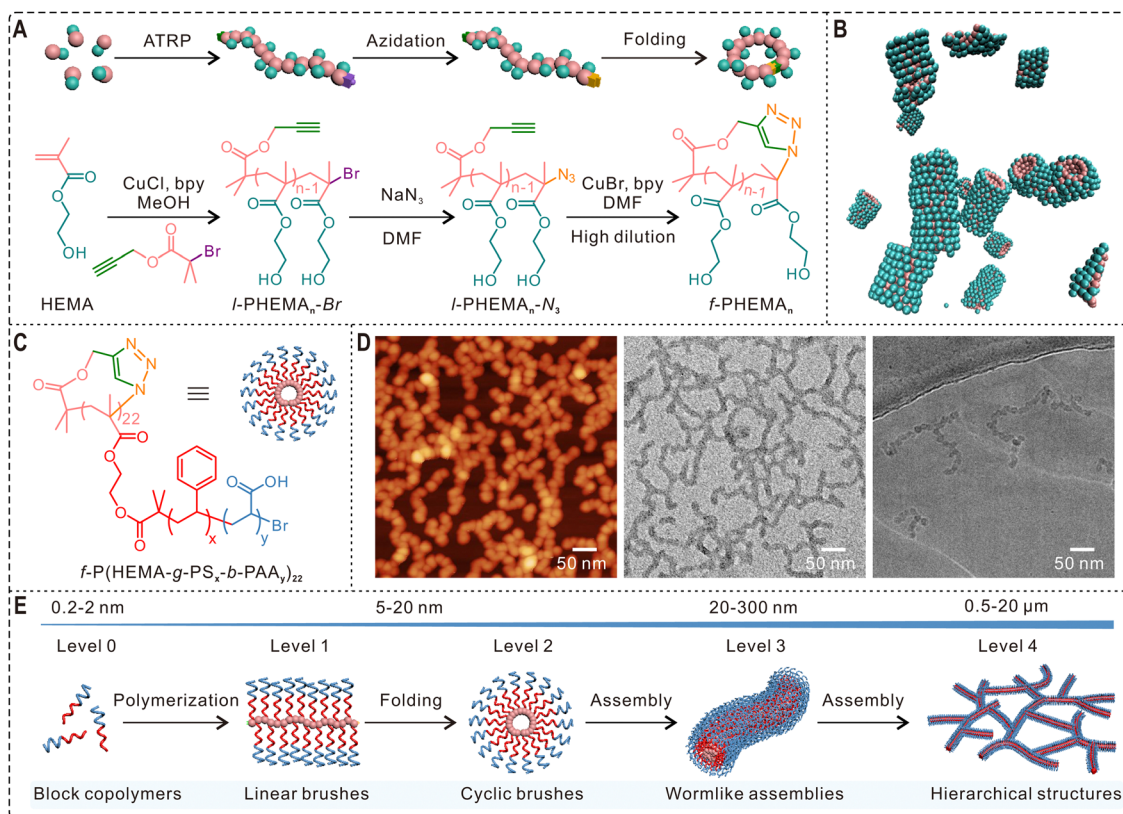 A
ATRP
Azidation
Folding
HEMA
O
O
OH
CuCl, bpy
MeOH
O
O
Br
l-PHEMAₙ-Br
O
O
n-1
Br
O
O
O
O
HO
HO
NaN₃
DMF
l-PHEMAₙ-N₃
O
O
n-1
N₃
O
O
O
O
HO
HO
CuBr, bpy
DMF
High dilution
f-PHEMAₙ
O
O
N
N
N
n-1
O
O
O
O
HO
HO
B
C
O
O
N
N
N
22
O
O
O
O
x
O
OH
Br
y
≡
f-P(HEMA-g-PSₓ-b-PAAᵧ)₂₂
D
50 nm
50 nm
50 nm
E
0.2-2 nm
5-20 nm
20-300 nm
0.5-20 μm
Level 0
Level 1
Level 2
Level 3
Level 4
Polymerization
Folding
Assembly
Assembly
Block copolymers
Linear brushes
Cyclic brushes
Wormlike assemblies
Hierarchical structures